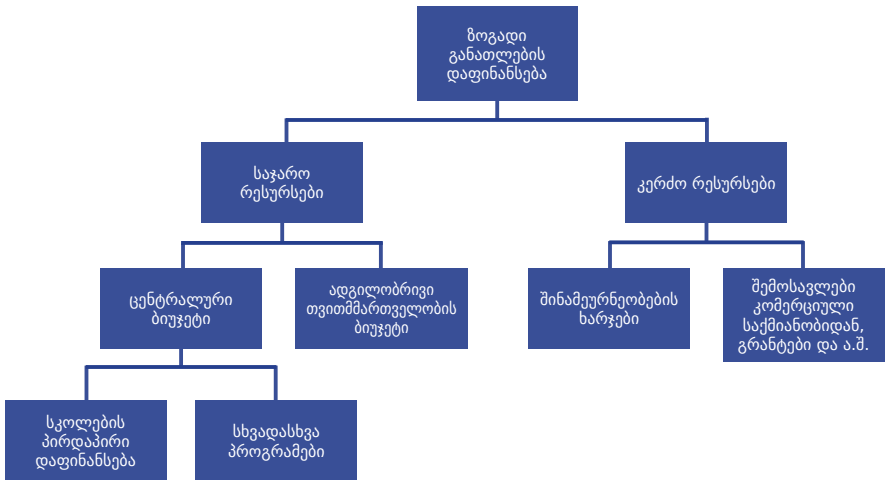 ზოგადი
განათლების
დაფინანსება
საჯარო
რესურსები
კერძო რესურსები
ცენტრალური
ბიუჯეტი
ადგილობრივი
თვითმმართველობის
ბიუჯეტი
შინამეურნეობების
ხარჯები
შემოსავლები
კომერციული
საქმიანობიდან,
გრანტები და ა.შ.
სკოლების
პირდაპირი
დაფინანსება
სხვადასხვა
პროგრამები